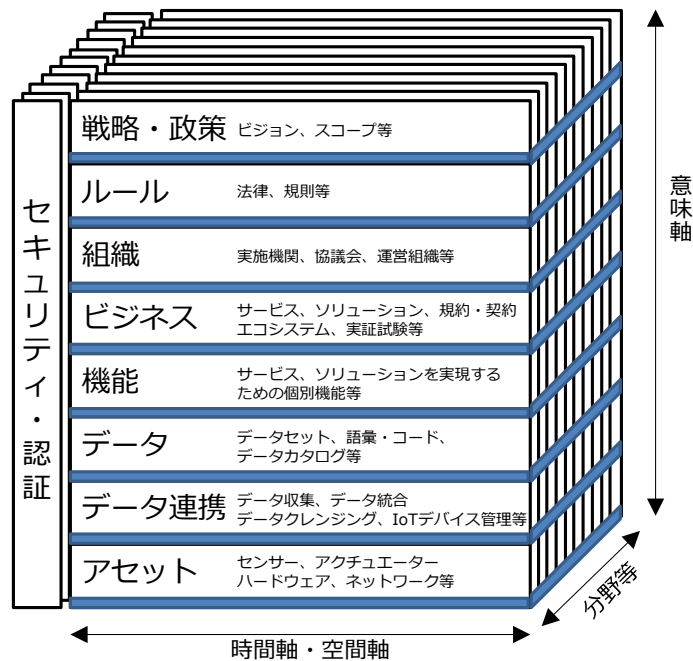 セキュリティ・認証
戦略・政策 ビジョン、スコープ等
ルール 法律、規則等
組織 実施機関、協議会、運営組織等
ビジネス サービス、ソリューション、規約・契約
エコシステム、実証試験等
機能 サービス、ソリューションを実現する
ための個別機能等
データ データセット、語彙・コード、
データカタログ等
データ連携 データ収集、データ統合
データクレンジング、IoTデバイス管理等
アセット センサー、アクチュエーター
ハードウェア、ネットワーク等
意味軸
分野等
時間軸・空間軸